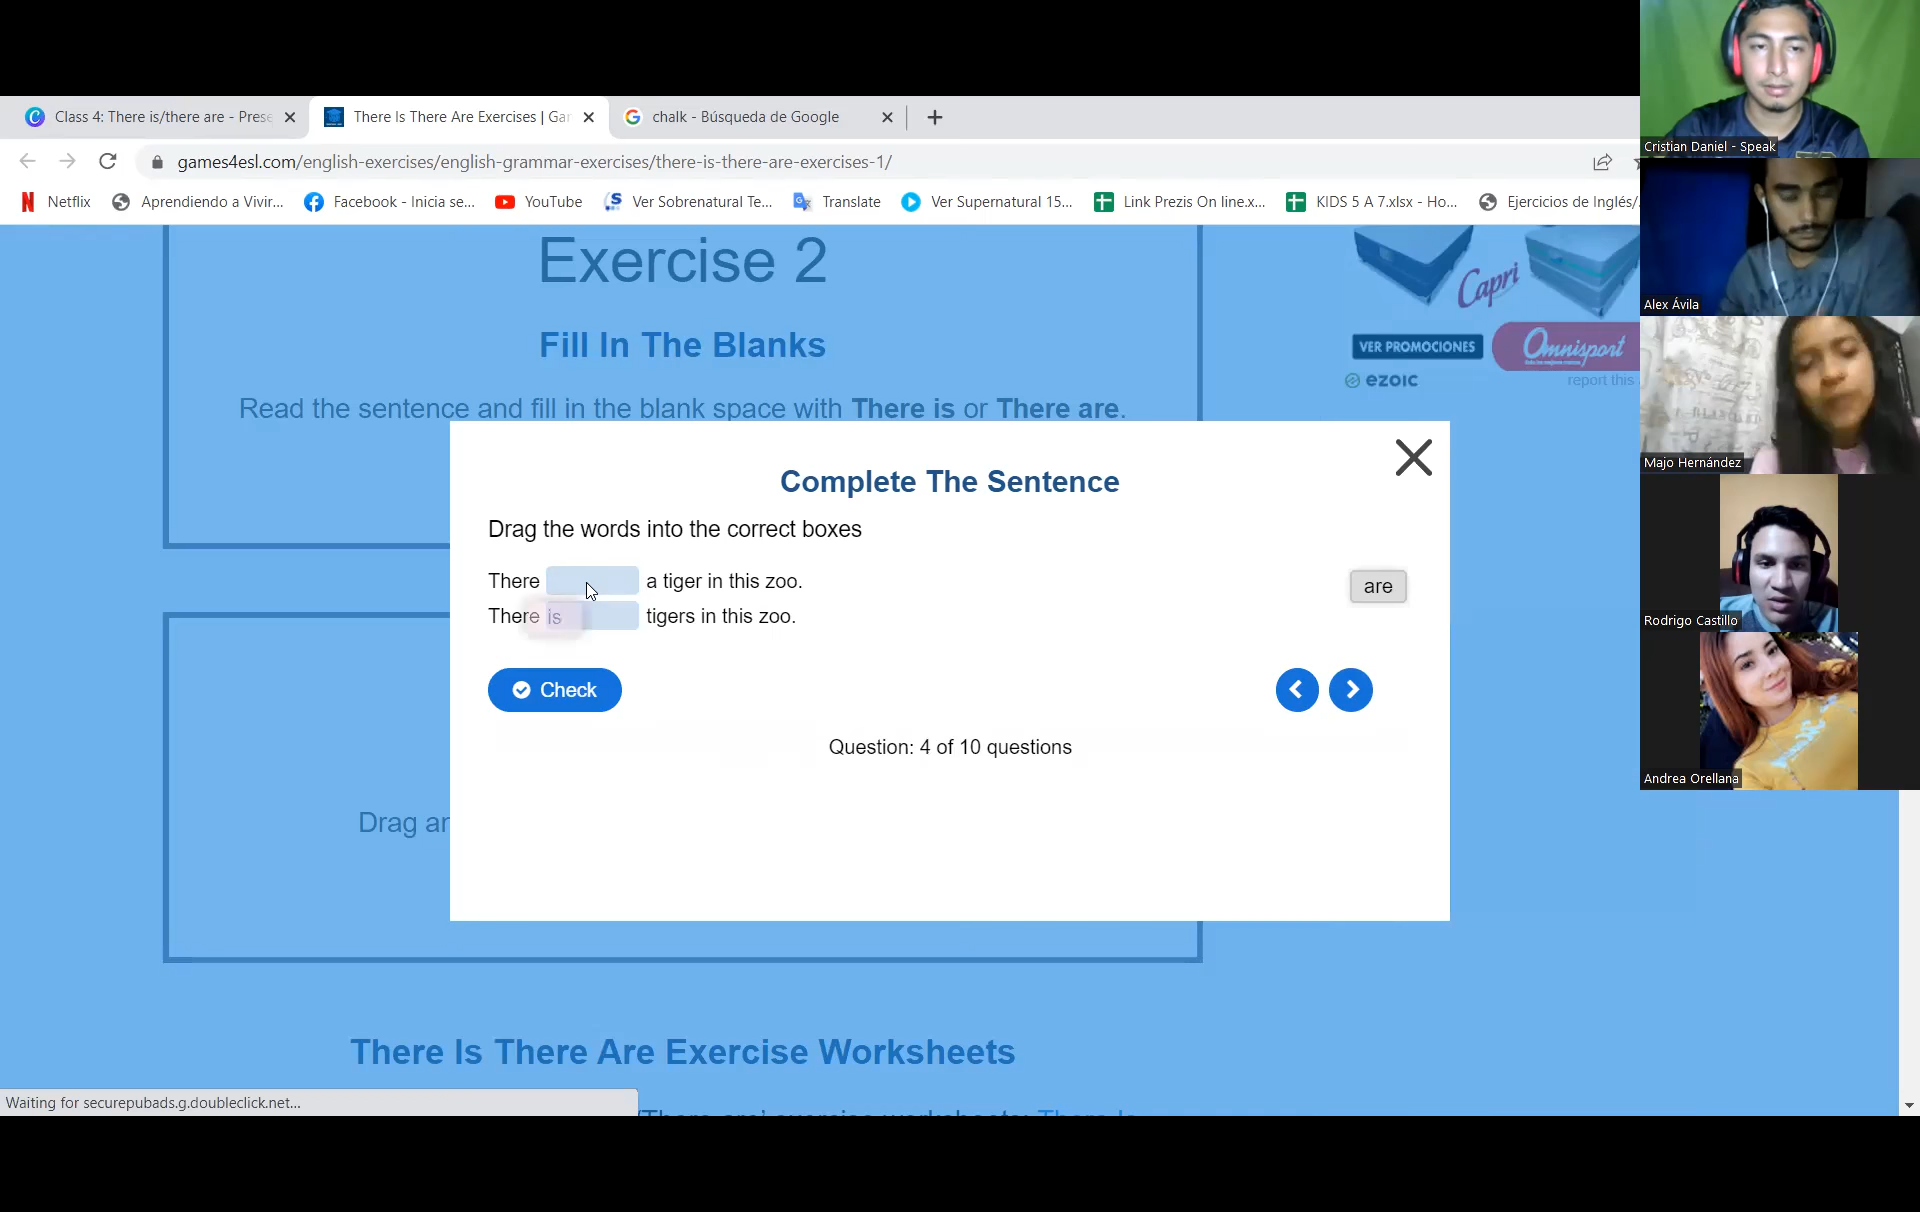 Class 4: There is/there are - Prese
There Is There Are Exercises | Gar
chalk - Búsqueda de Google
games4esl.com/english-exercises/english-grammar-exercises/there-is-there-are-exercises-1/
Netflix
Aprendiendo a Vivir...
Facebook - Inicia se...
YouTube
Ver Sobrenatural Te...
Translate
Ver Supernatural 15...
Link Prezis On line.x...
KIDS 5 A 7.xlsx - Ho...
Ejercicios de Inglés/
Exercise 2
Fill In The Blanks
Read the sentence and fill in the blank space with There is or There are.
Capri
VER PROMOCIONES
Omnisport
ezoic
report this
Complete The Sentence
Drag the words into the correct boxes
There a tiger in this zoo.
are
There is tigers in this zoo.
Check
Question: 4 of 10 questions
Drag an
There Is There Are Exercise Worksheets
Waiting for securepubads.g.doubleclick.net...
Cristian Daniel - Speak
Alex Ávila
Majo Hernández
Rodrigo Castillo
Andrea Orellana